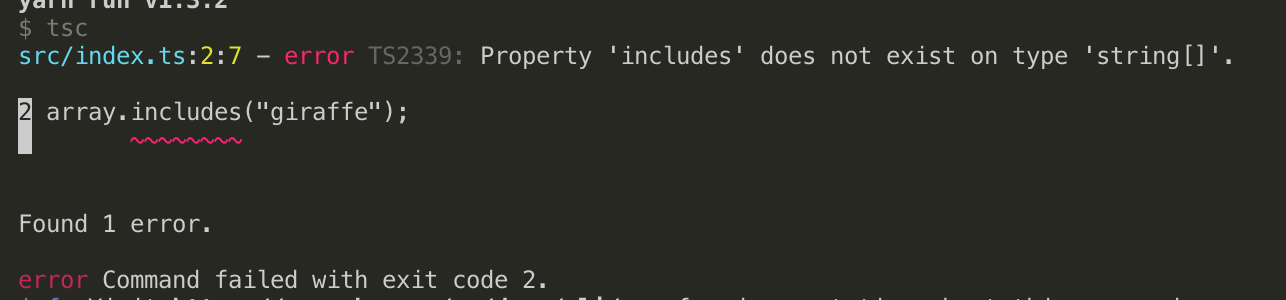 yarn run v1.3.2
$ tsc
src/index.ts:2:7 - error TS2339: Property 'includes' does not exist on type 'string[]'.
2 array.includes("giraffe");
~~~~~~~~
Found 1 error.
error Command failed with exit code 2.